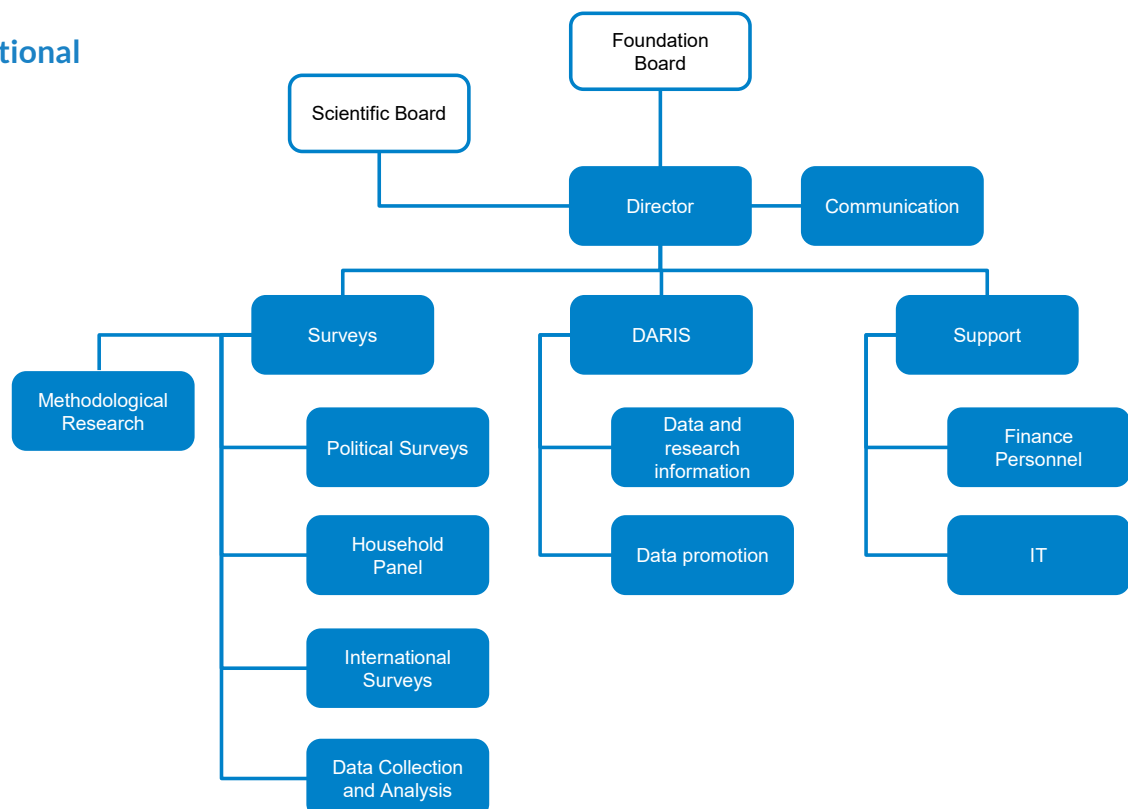 tional
Foundation
Board
Scientific Board
Director
Communication
Surveys
DARIS
Support
Methodological
Research
Political Surveys
Data and
research
information
Finance
Personnel
Household
Panel
Data promotion
IT
International
Surveys
Data Collection
and Analysis